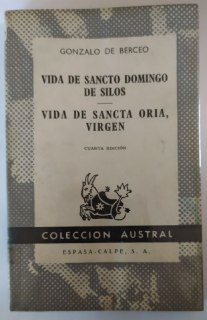 GONZALO DE BERCEO
VIDA DE SANCTO DOMINGO
DE SILOS
VIDA DE SANCTA ORIA,
VIRGEN
CUARTA EDICIÓN
COLECCION AUSTRAL
ESPASA-CALPE, S. A.